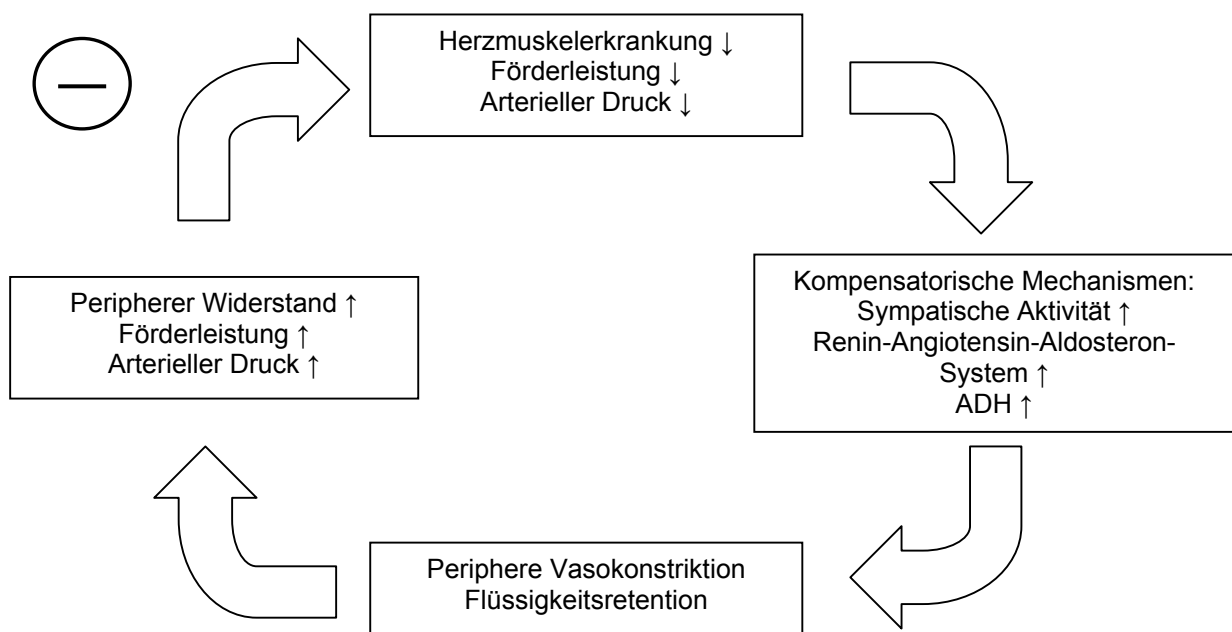 Herzmuskelerkrankung ↓
Förderleistung ↓
Arterieller Druck ↓
Kompensatorische Mechanismen:
Sympatische Aktivität ↑
Renin-Angiotensin-Aldosteron-
System ↑
ADH ↑
Periphere Vasokonstriktion
Flüssigkeitsretention
Peripherer Widerstand ↑
Förderleistung ↑
Arterieller Druck ↑